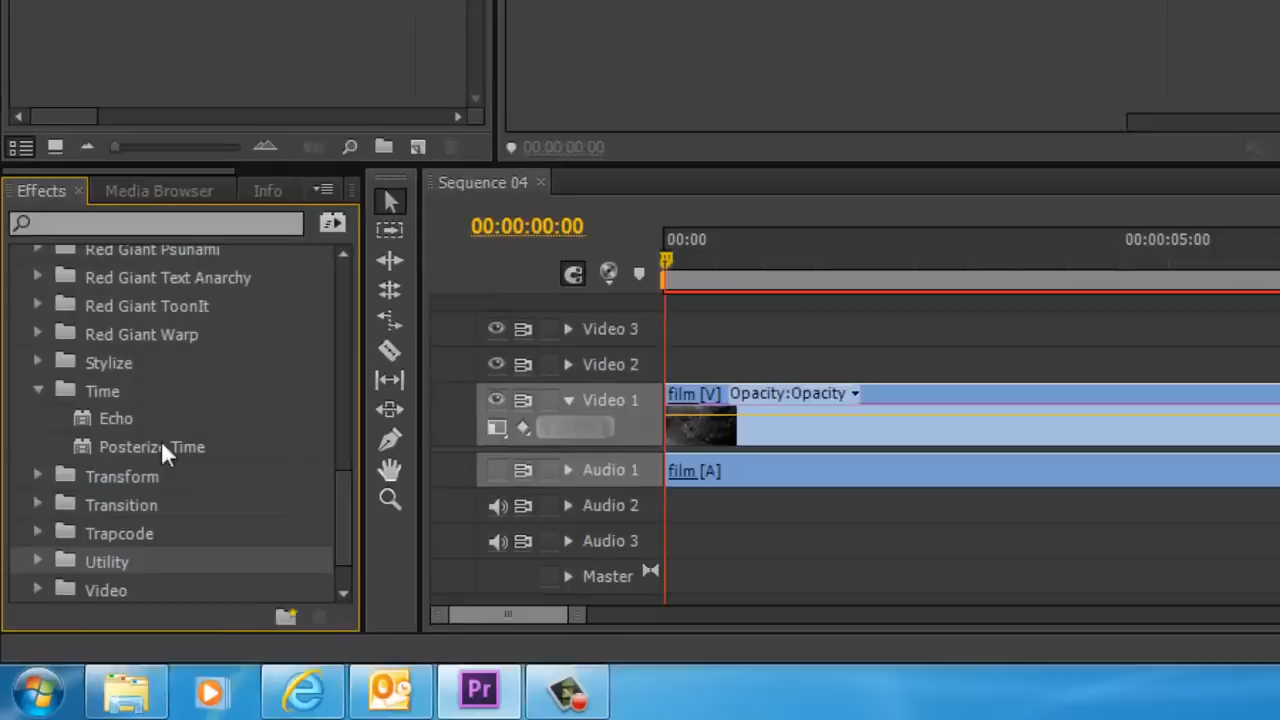 00:00:00:00
Effects
Media Browser
Info
Sequence 04
00:00:00:00
00:00
00:00:05:00
Red Giant Psunami
Red Giant Text Anarchy
Red Giant ToonIt
Red Giant Warp
Stylize
Time
Echo
Posterize Time
Transform
Transition
Trapcode
Utility
Video
Video 3
Video 2
Video 1
film [V] Opacity:Opacity
Audio 1
film [A]
Audio 2
Audio 3
Master
Pr